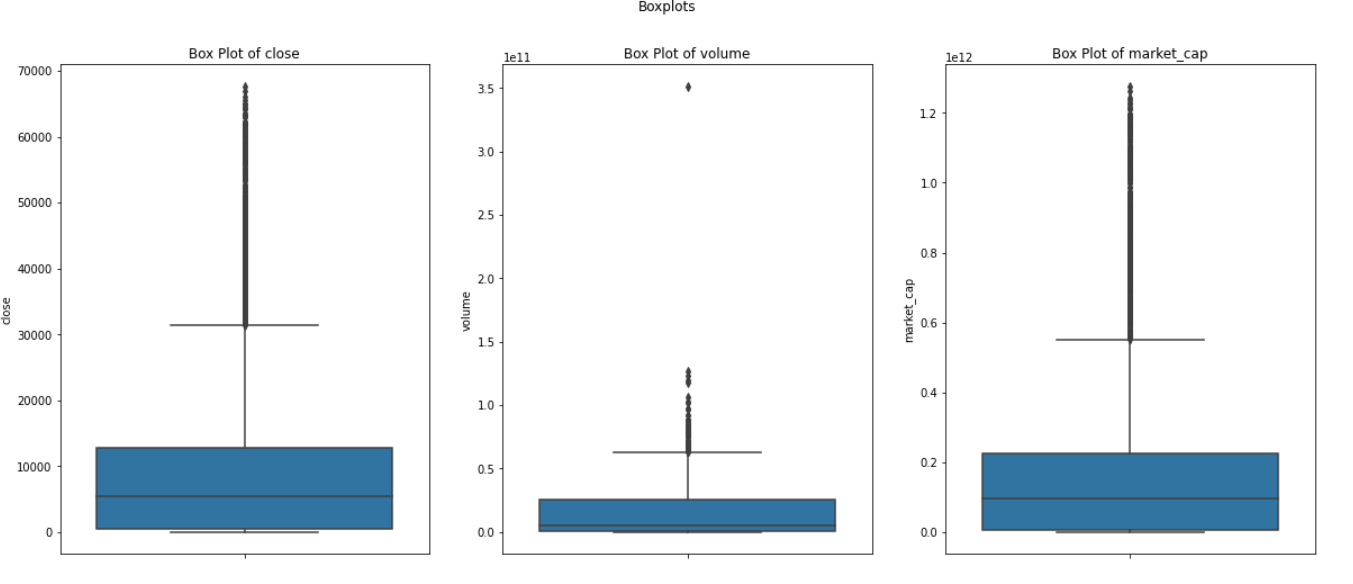 Boxplots
Box Plot of close
70000
60000
50000
40000
30000
20000
10000
0
close
1e11
Box Plot of volume
3.5
3.0
2.5
2.0
1.5
1.0
0.5
0.0
volume
1e12
Box Plot of market_cap
1.2
1.0
0.8
0.6
0.4
0.2
0.0
market_cap